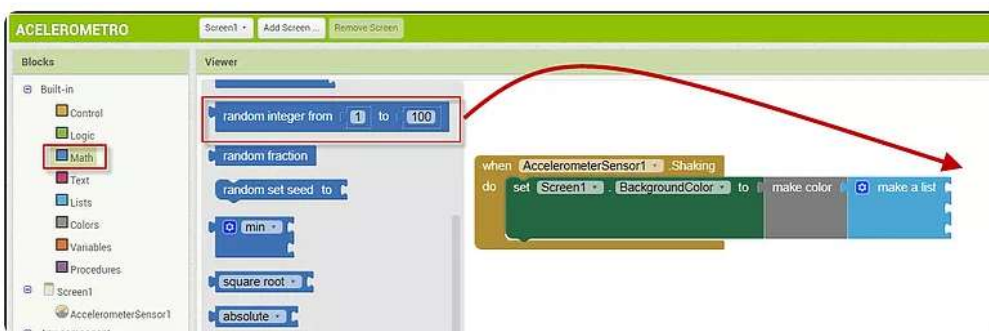 ACELEROMETRO
Screen1
Add Screen ...
Remove Screen
Blocks
Viewer
Built-in
Control
Logic
Math
Text
Lists
Colors
Variables
Procedures
Screen1
AccelerometerSensor1
random integer from 1 to 100
random fraction
random set seed to
min
square root
absolute
when AccelerometerSensor1 .Shaking
do set Screen1 . BackgroundColor to make color make a list